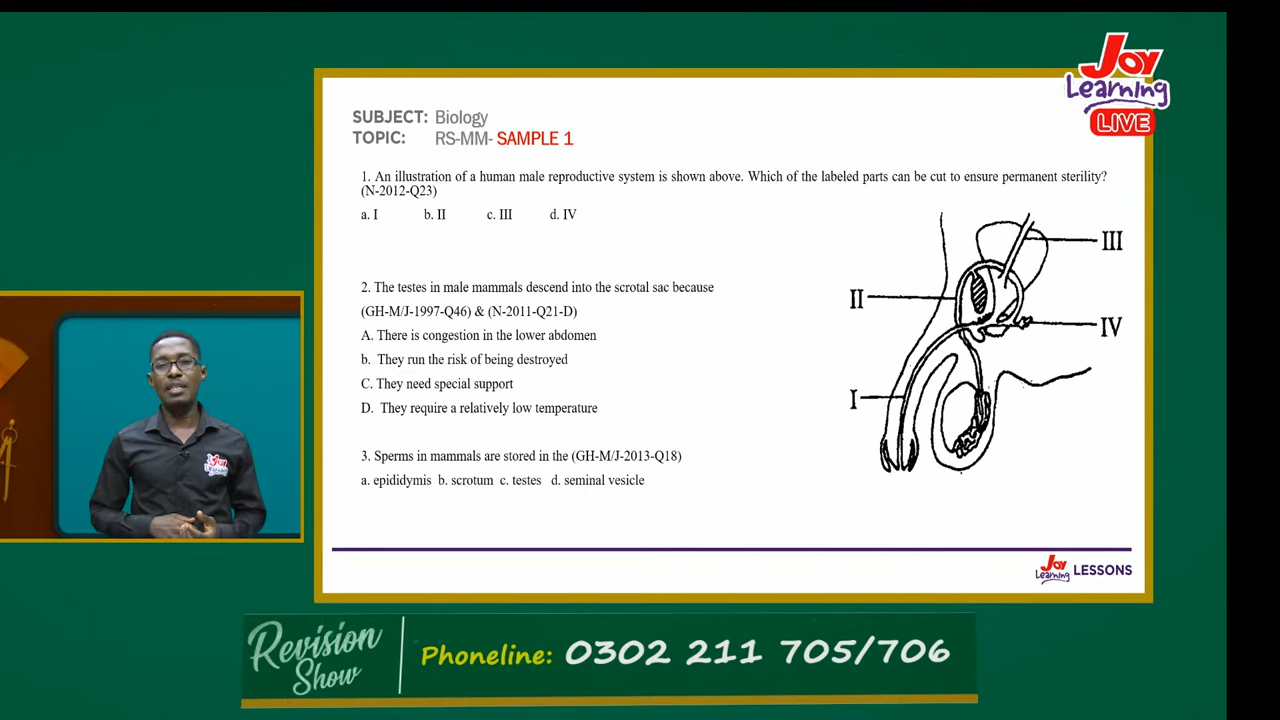 Joy
Learning
LIVE
SUBJECT: Biology
TOPIC: RS-MM- SAMPLE 1
1. An illustration of a human male reproductive system is shown above. Which of the labeled parts can be cut to ensure permanent sterility?
(N-2012-Q23)
a. I b. II c. III d. IV
III
II
IV
I
2. The testes in male mammals descend into the scrotal sac because
(GH-M/J-1997-Q46) & (N-2011-Q21-D)
A. There is congestion in the lower abdomen
b. They run the risk of being destroyed
C. They need special support
D. They require a relatively low temperature
3. Sperms in mammals are stored in the (GH-M/J-2013-Q18)
a. epididymis b. scrotum c. testes d. seminal vesicle
Joy
Learning LESSONS
Revision
Show
Phoneline: 0302 211 705/706